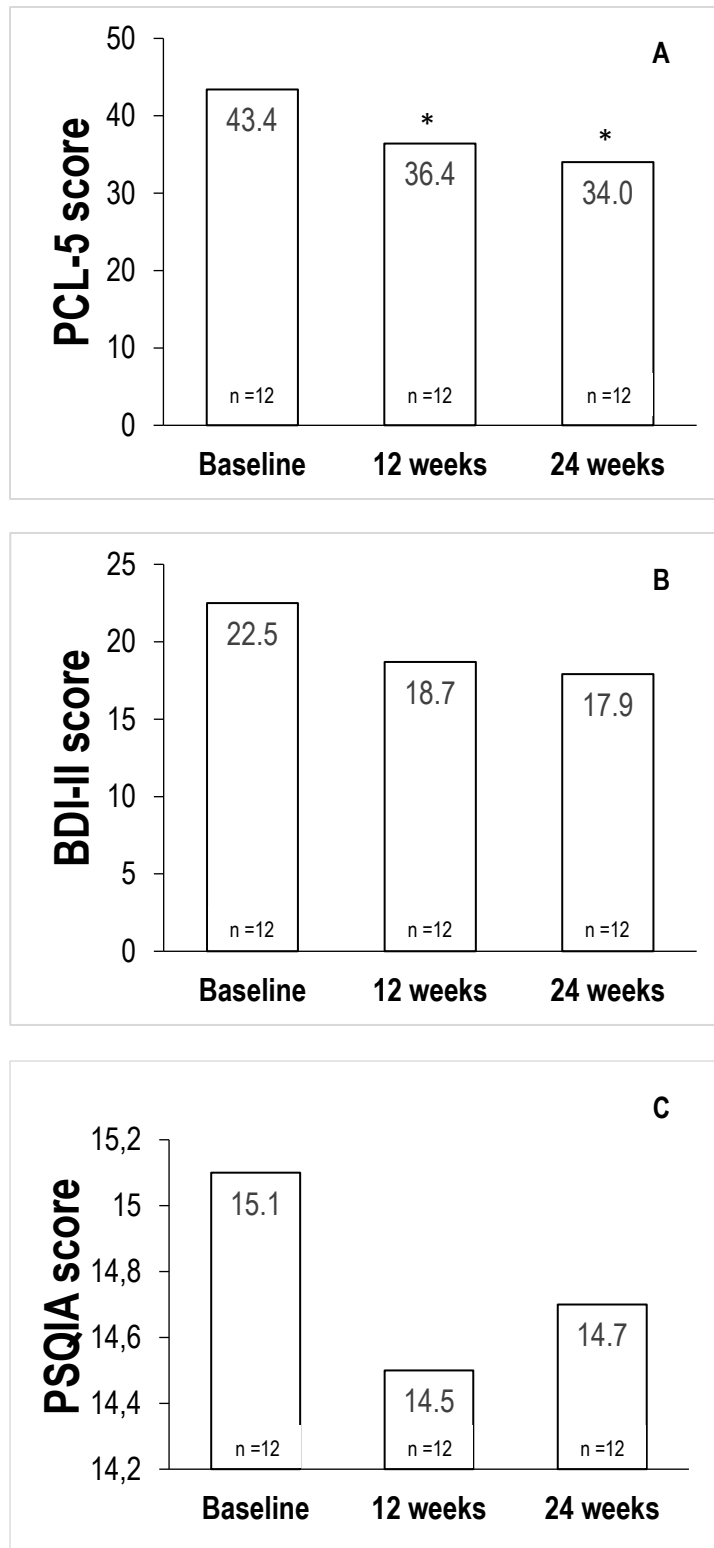 A
PCL-5 score
50
40
30
20
10
0
43.4
*
36.4
*
34.0
n =12
n =12
n =12
Baseline 12 weeks 24 weeks
B
BDI-II score
25
20
15
10
5
0
22.5
18.7
17.9
n =12
n =12
n =12
Baseline 12 weeks 24 weeks
C
PSQIA score
15,2
15
14,8
14,6
14,4
14,2
15.1
14.5
14.7
n =12
n =12
n =12
Baseline 12 weeks 24 weeks